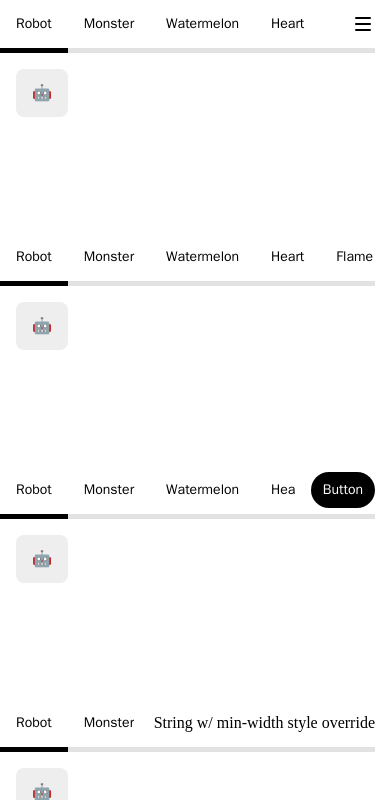 Robot Monster Watermelon Heart
Robot Monster Watermelon Heart Flame
Robot Monster Watermelon Hea Button
Robot Monster String w/ min-width style override